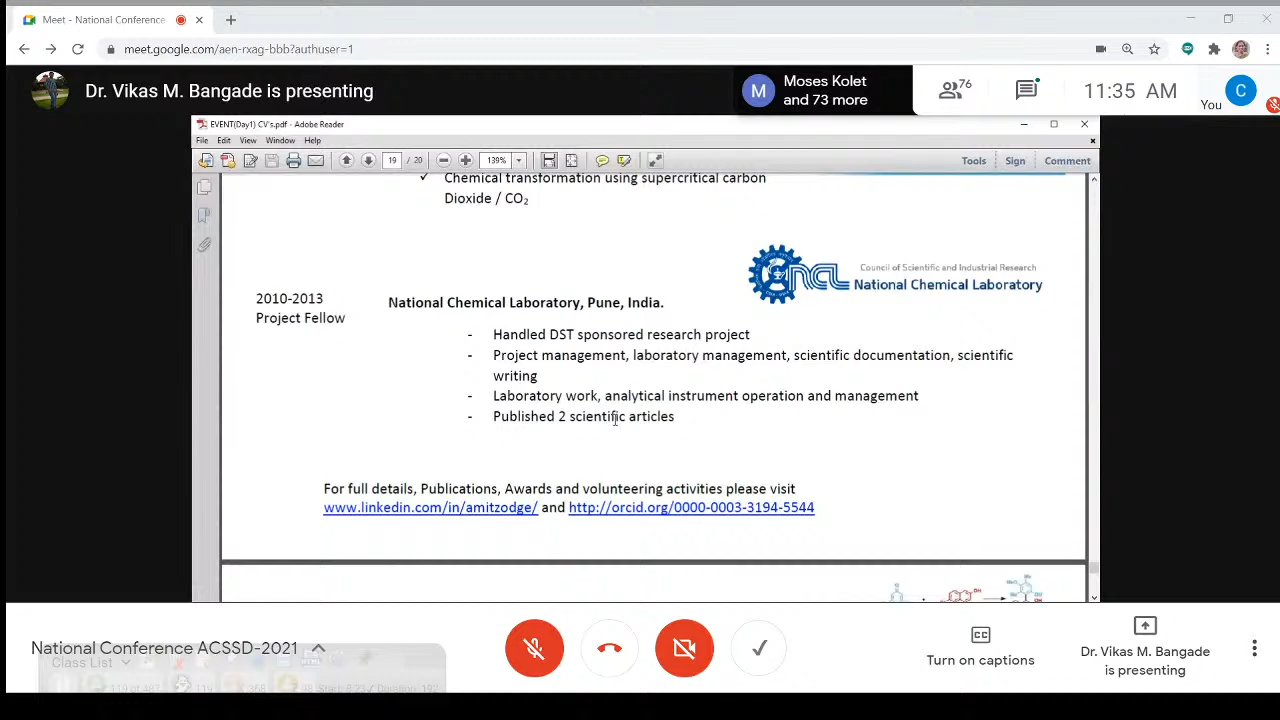 Meet - National Conference
meet.google.com/aen-rxag-bbb?authuser=1
Dr. Vikas M. Bangade is presenting
M
Moses Kolet
and 73 more
76
11:35 AM
You
C
EVENT(Day1) CV's.pdf - Adobe Reader
File Edit View Window Help
19 / 20
139%
Tools Sign Comment
✓ Chemical transformation using supercritical carbon
Dioxide / CO₂
ncl
Council of Scientific and Industrial Research
National Chemical Laboratory
2010-2013
Project Fellow
National Chemical Laboratory, Pune, India.
- Handled DST sponsored research project
- Project management, laboratory management, scientific documentation, scientific
writing
- Laboratory work, analytical instrument operation and management
- Published 2 scientific articles
For full details, Publications, Awards and volunteering activities please visit
www.linkedin.com/in/amitzodge/ and http://orcid.org/0000-0003-3194-5544
National Conference ACSSD-2021
Class List
Turn on captions
Dr. Vikas M. Bangade
is presenting